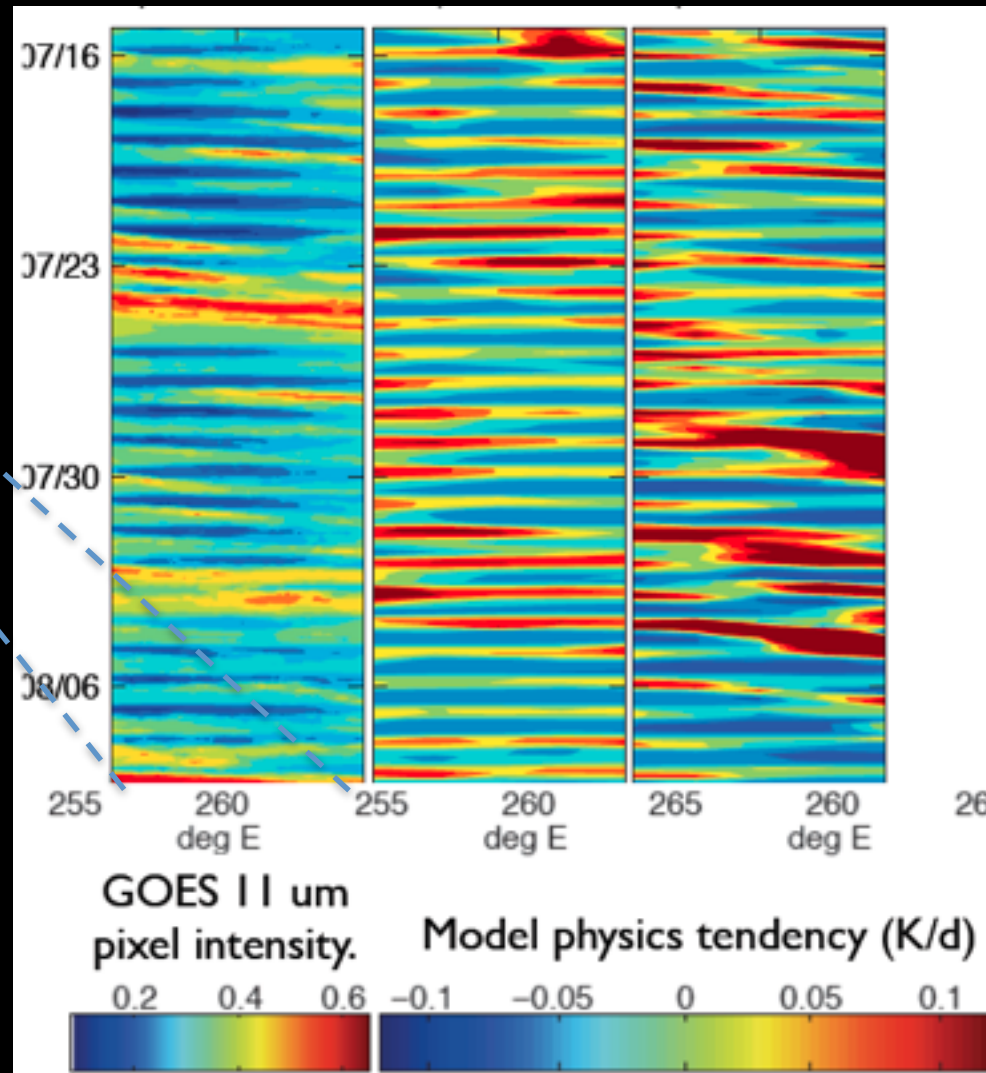 07/16
07/23
07/30
08/06
255 260 255 260 265 260 26
deg E deg E deg E
GOES 11 um
pixel intensity.
Model physics tendency (K/d)
0.2 0.4 0.6 −0.1 −0.05 0 0.05 0.1